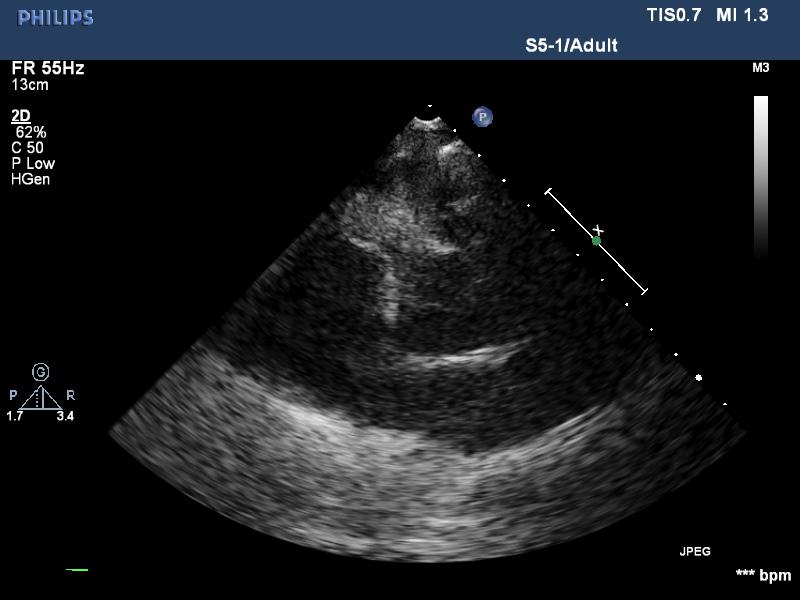 PHILIPS
TIS0.7 MI 1.3
S5-1/Adult
FR 55Hz
13cm
M3
2D
62%
C 50
P Low
HGen
P
G
P R
1.7 3.4
JPEG
*** bpm